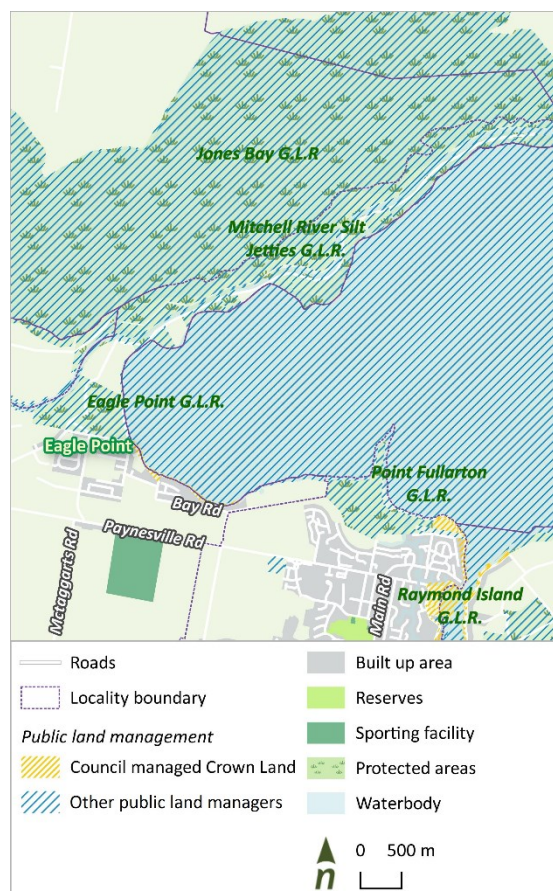 Jones Bay G.L.R
Mitchell River Silt
Jetties G.L.R.
Eagle Point G.L.R.
Eagle Point
Bay Rd
Point Fullarton
G.L.R.
Paynesville Rd
Mctaggarts Rd
Main Rd
Raymond Island
G.L.R.
Roads
Locality boundary
Public land management
Council managed Crown Land
Other public land managers
Built up area
Reserves
Sporting facility
Protected areas
Waterbody
n
0 500 m